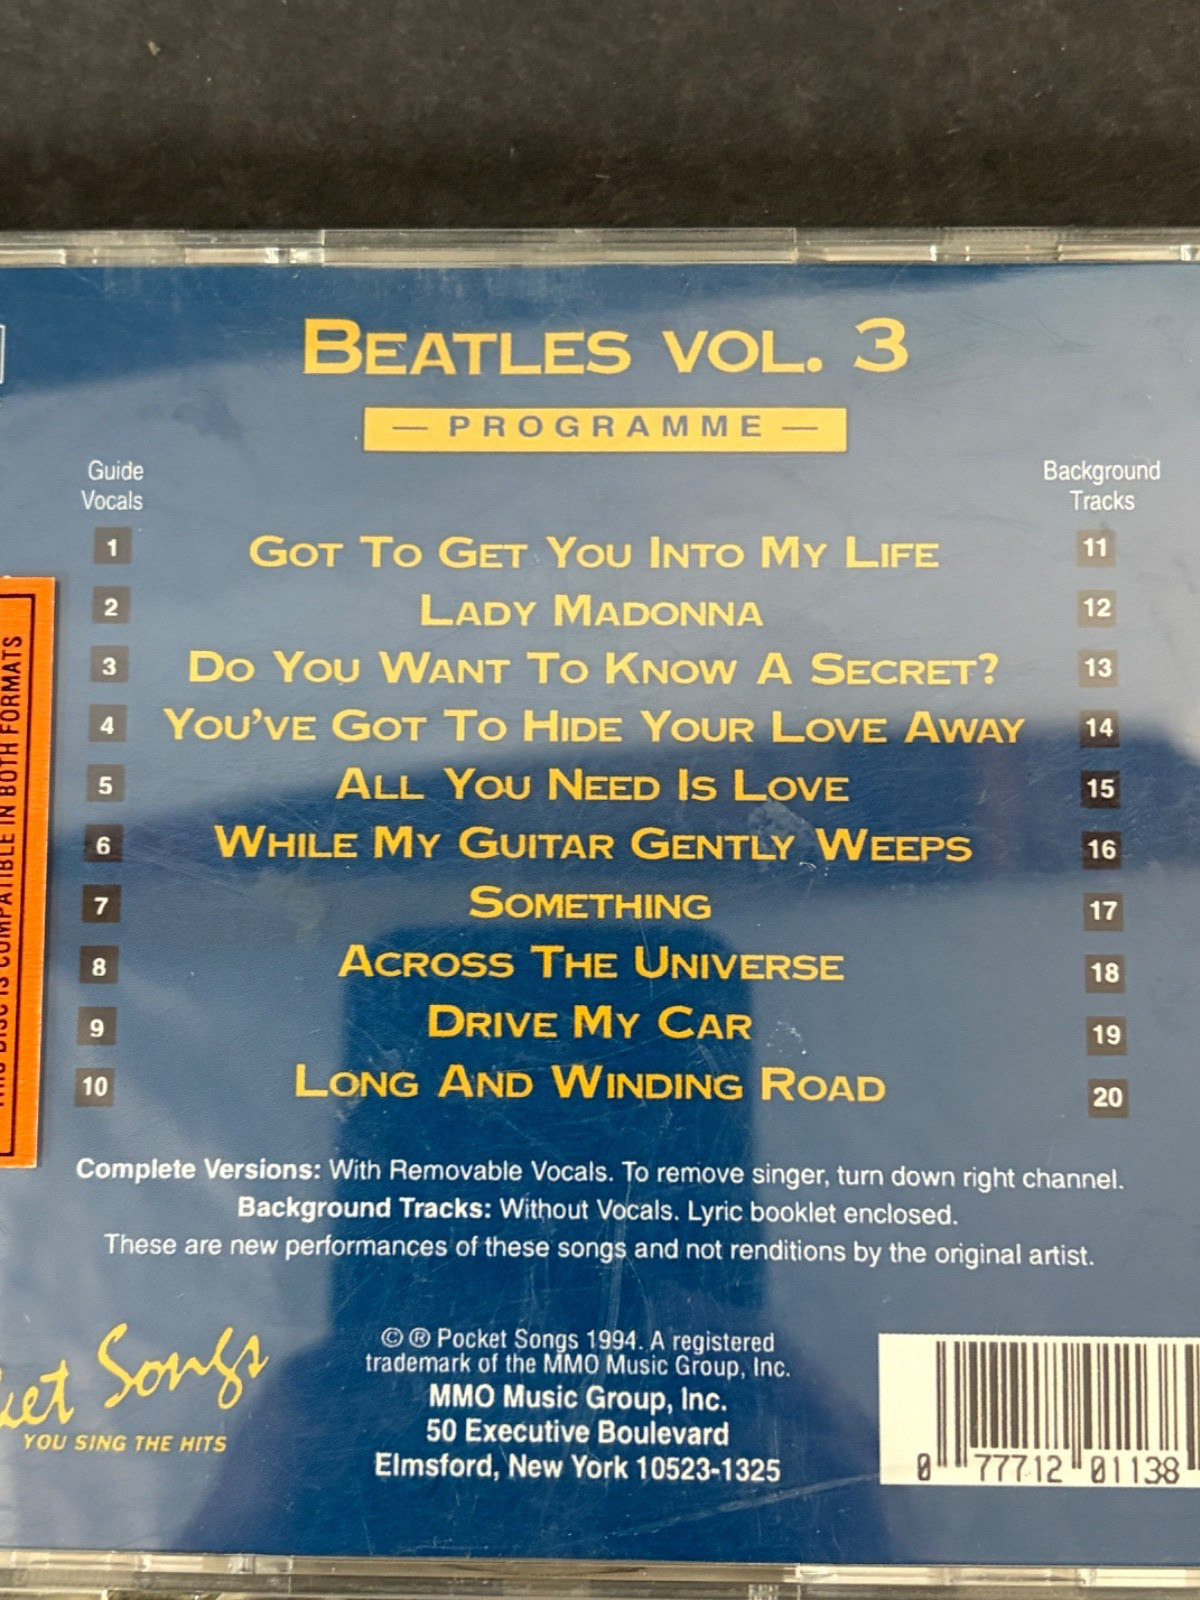 BEATLES VOL. 3
— PROGRAMME —
Guide
Vocals
Background
Tracks
1 GOT TO GET YOU INTO MY LIFE 11
2 LADY MADONNA 12
3 DO YOU WANT TO KNOW A SECRET? 13
4 YOU'VE GOT TO HIDE YOUR LOVE AWAY 14
5 ALL YOU NEED IS LOVE 15
6 WHILE MY GUITAR GENTLY WEEPS 16
7 SOMETHING 17
8 ACROSS THE UNIVERSE 18
9 DRIVE MY CAR 19
10 LONG AND WINDING ROAD 20
DISC IS COMPATIBLE IN BOTH FORMATS
Complete Versions: With Removable Vocals. To remove singer, turn down right channel.
Background Tracks: Without Vocals. Lyric booklet enclosed.
These are new performances of these songs and not renditions by the original artist.
Songs
YOU SING THE HITS
© ® Pocket Songs 1994. A registered
trademark of the MMO Music Group, Inc.
MMO Music Group, Inc.
50 Executive Boulevard
Elmsford, New York 10523-1325
0 77712 01138